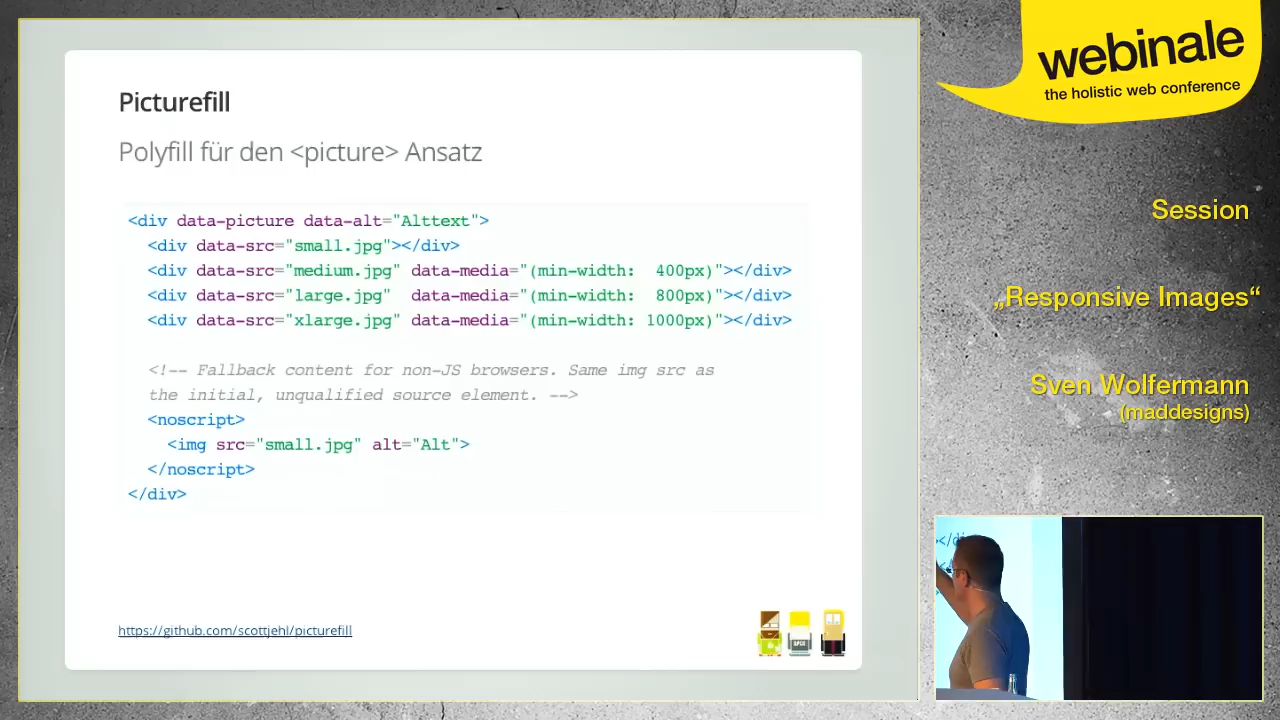 Picturefill
Polyfill für den <picture> Ansatz
<div data-picture data-alt="Alttext">
<div data-src="small.jpg"></div>
<div data-src="medium.jpg" data-media="(min-width:  400px)"></div>
<div data-src="large.jpg"  data-media="(min-width:  800px)"></div>
<div data-src="xlarge.jpg" data-media="(min-width: 1000px)"></div>
<!-- Fallback content for non-JS browsers. Same img src as
the initial, unqualified source element. -->
<noscript>
<img src="small.jpg" alt="Alt">
</noscript>
</div>
https://github.com/scottjehl/picturefill
webinale
the holistic web conference
Session
„Responsive Images“
Sven Wolfermann
(maddesigns)